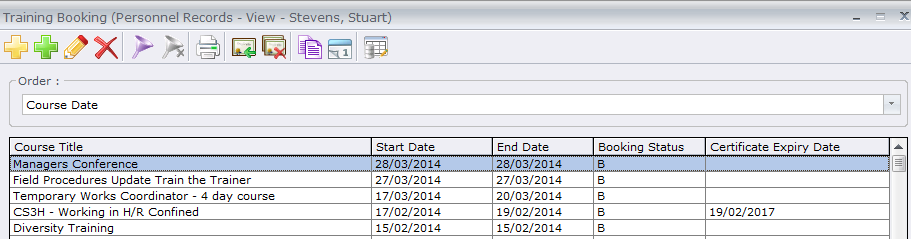 Training Booking (Personnel Records - View - Stevens, Stuart)
1
Order :
Course Date
Course Title Start Date End Date Booking Status Certificate Expiry Date
Managers Conference 28/03/2014 28/03/2014 B
Field Procedures Update Train the Trainer 27/03/2014 27/03/2014 B
Temporary Works Coordinator - 4 day course 17/03/2014 20/03/2014 B
CS3H - Working in H/R Confined 17/02/2014 19/02/2014 B 19/02/2017
Diversity Training 15/02/2014 15/02/2014 B